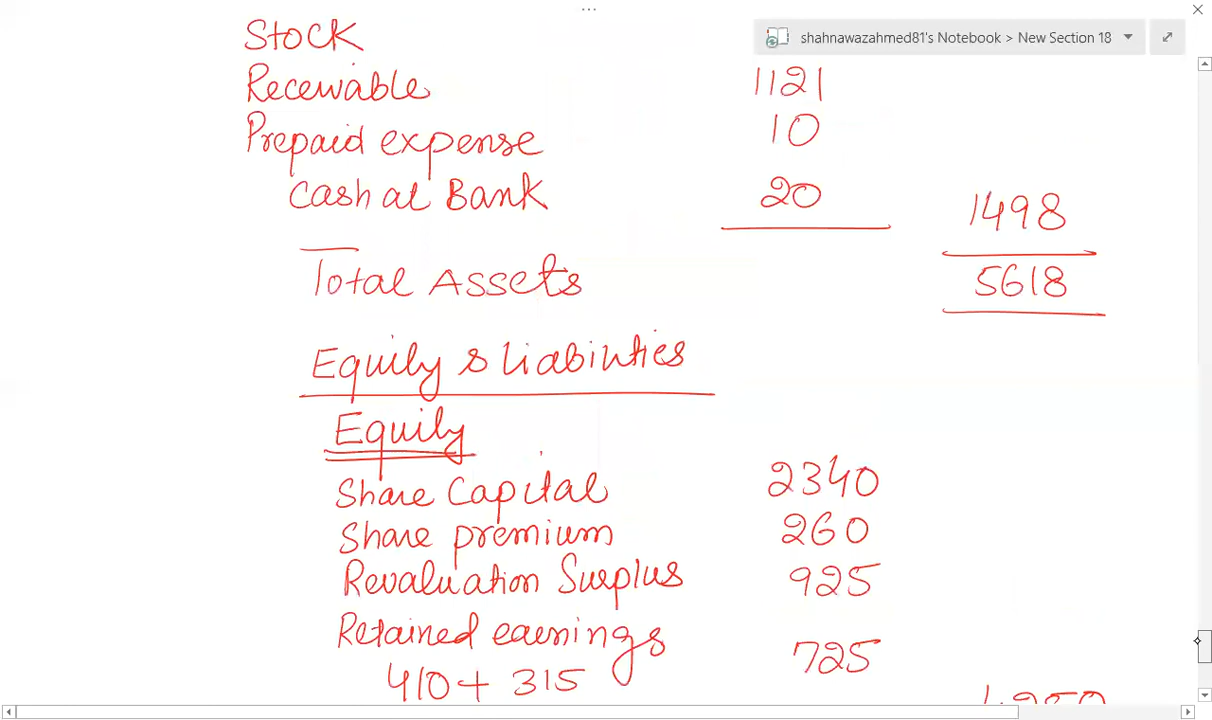 shahnawazahmed81's Notebook > New Section 18
Stock
Receivable 1121
Prepaid expense 10
Cash at Bank 20 1498
Total Assets 5618
Equity & Liabilities
Equity
Share Capital 2340
Share premium 260
Revaluation Surplus 925
Retained earnings 725
410 + 315